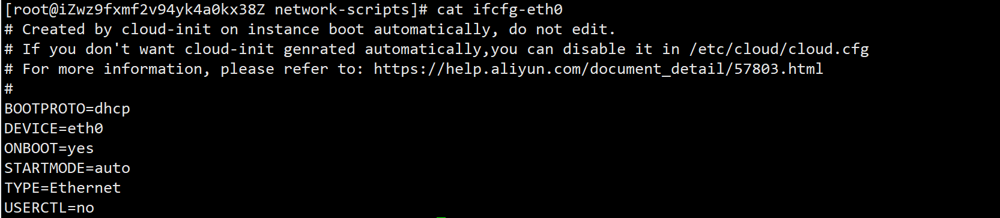 [root@iZwz9fxmf2v94yk4a0kx38Z network-scripts]# cat ifcfg-eth0
# Created by cloud-init on instance boot automatically, do not edit.
# If you don't want cloud-init genrated automatically,you can disable it in /etc/cloud/cloud.cfg
# For more information, please refer to: https://help.aliyun.com/document_detail/57803.html
#
BOOTPROTO=dhcp
DEVICE=eth0
ONBOOT=yes
STARTMODE=auto
TYPE=Ethernet
USERCTL=no